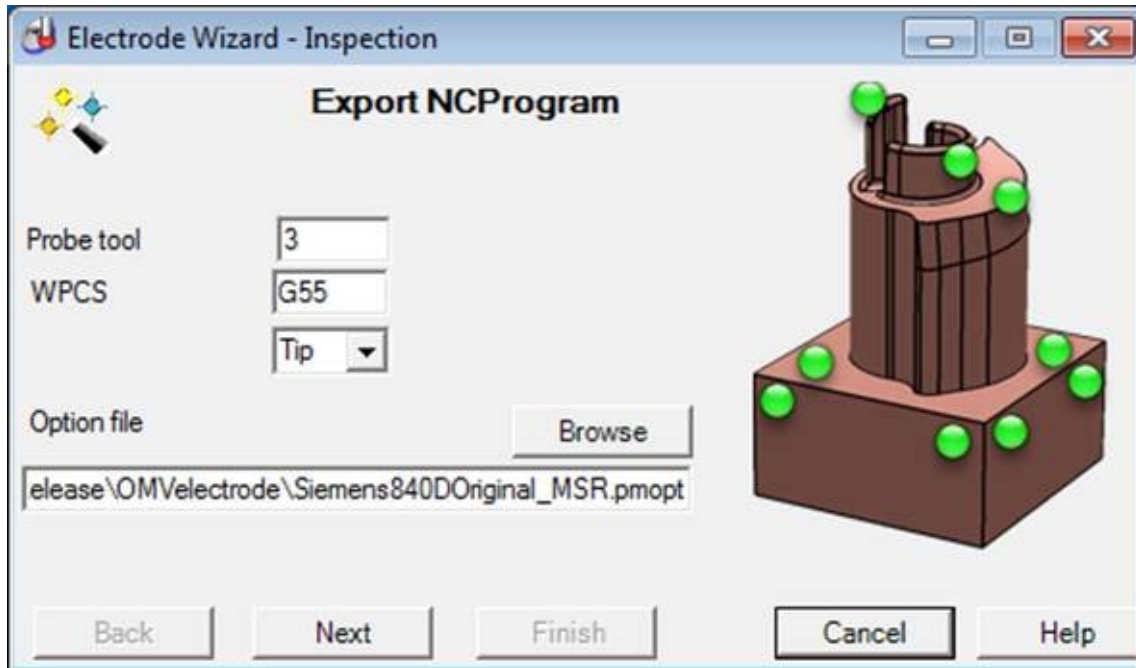 Electrode Wizard - Inspection
Export NCProgram
Probe tool 3
WPCS G55
Tip
Option file
Browse
elease\OMVelectrode\Siemens840DOriginal_MSR.pmopt
Back Next Finish Cancel Help